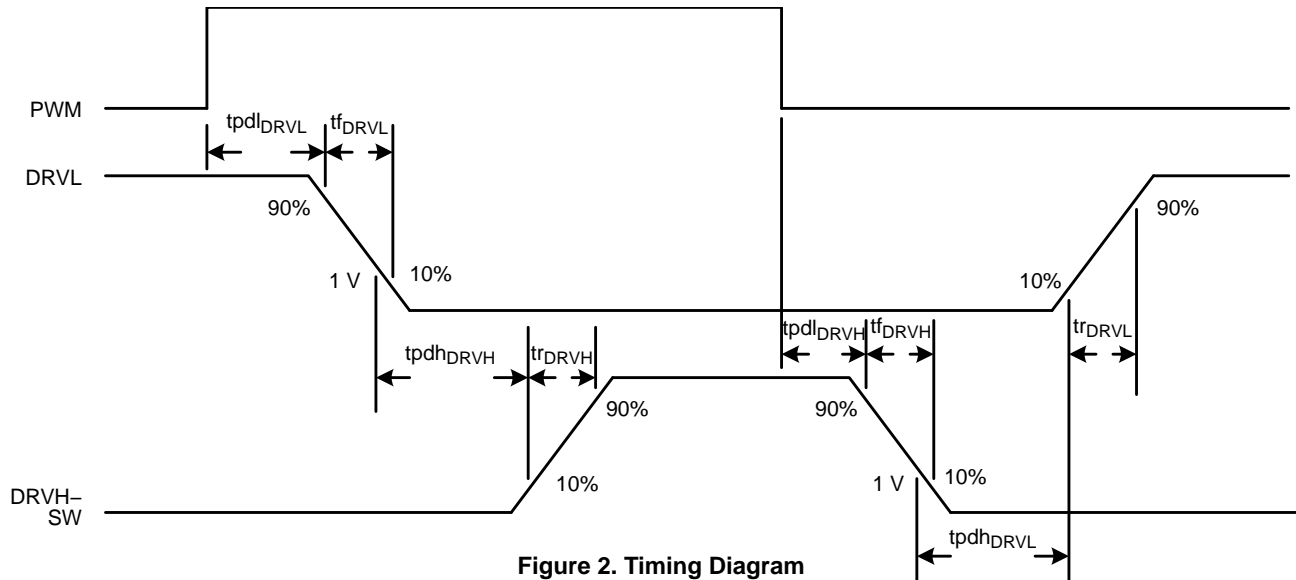 PWM
tpdlDRVL
tfDRVL
DRVL
90%
90%
1 V
10%
10%
tpdlDRVH
tfDRVH
trDRVL
tpdhDRVH
trDRVH
90%
90%
10%
1 V
10%
DRVH–
SW
tpdhDRVL
Figure 2. Timing Diagram